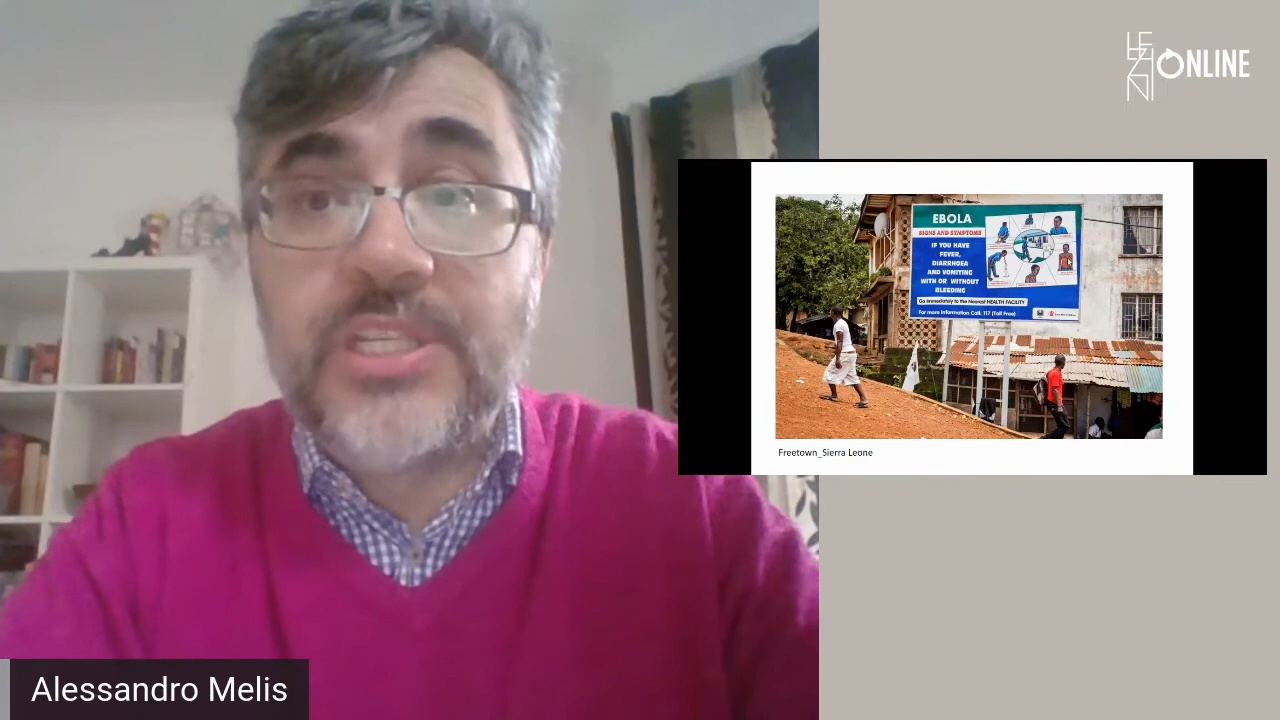 LEZIONI ONLINE
EBOLA
SIGNS AND SYMPTOMS
IF YOU HAVE
FEVER,
DIARRHOEA
AND VOMITING
WITH OR WITHOUT
BLEEDING
Go immediately to the Nearest HEALTH FACILITY
For more information Call: 117 (Toll Free)
Freetown_Sierra Leone
Alessandro Melis